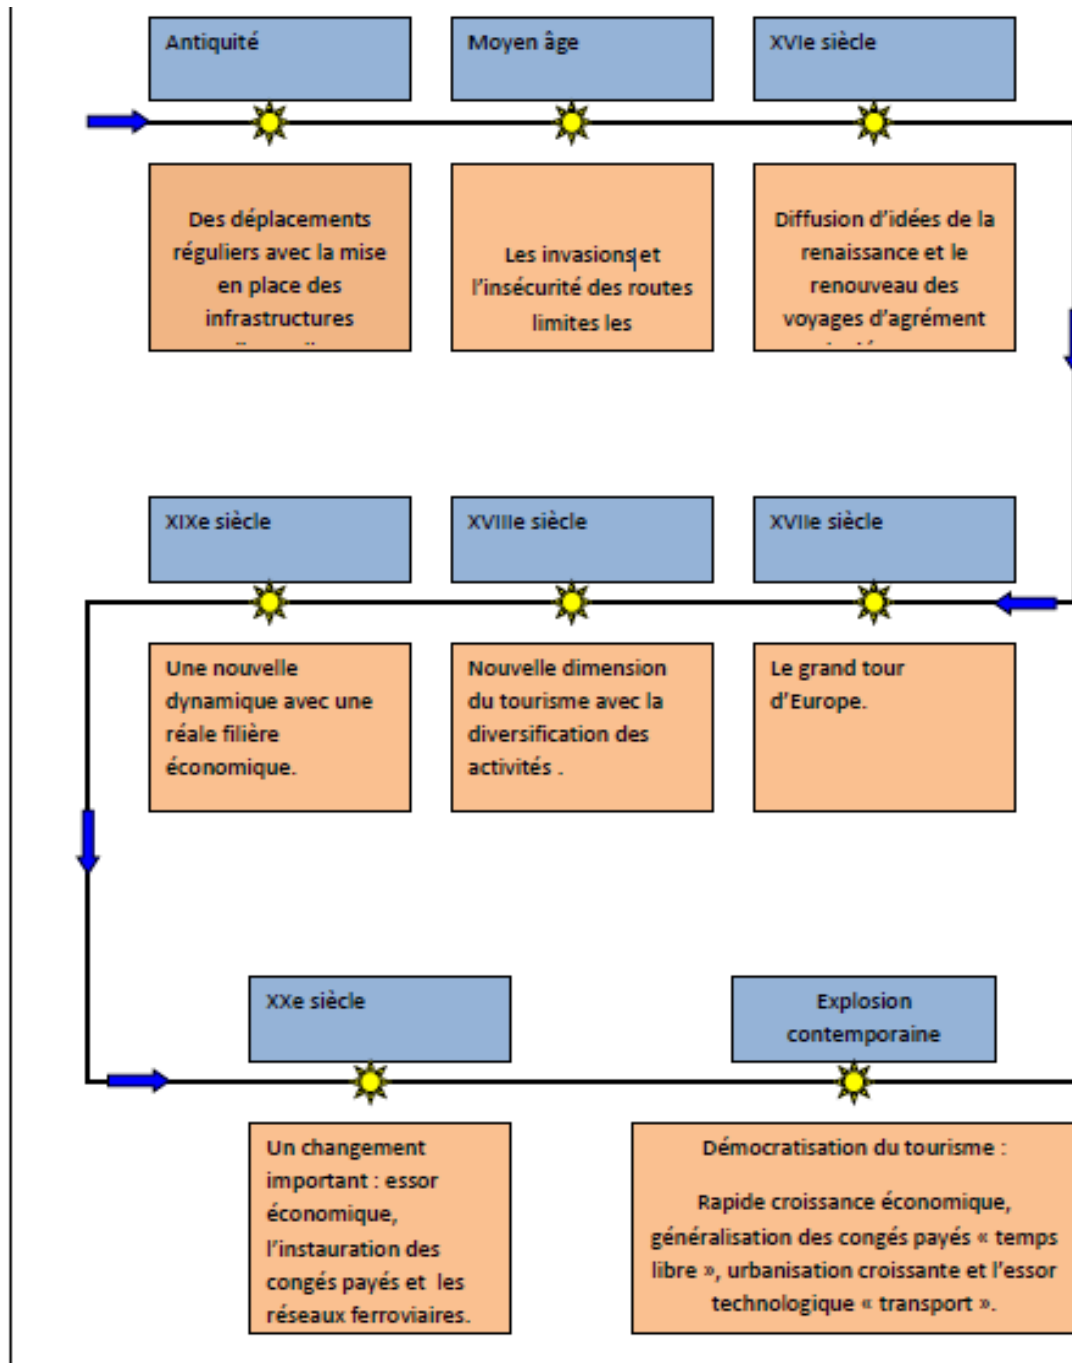 Antiquité
Moyen âge
XVIe siècle
Des déplacements
réguliers avec la mise
en place des
infrastructures
Les invasions et
l'insécurité des routes
limites les
Diffusion d'idées de la
renaissance et le
renouveau des
voyages d'agrément
XVIIe siècle
Le grand tour
d'Europe.
XVIIIe siècle
Nouvelle dimension
du tourisme avec la
diversification des
activités .
XIXe siècle
Une nouvelle
dynamique avec une
réale filière
économique.
XXe siècle
Un changement
important : essor
économique,
l'instauration des
congés payés et les
réseaux ferroviaires.
Explosion
contemporaine
Démocratisation du tourisme :
Rapide croissance économique,
généralisation des congés payés « temps
libre », urbanisation croissante et l'essor
technologique « transport ».